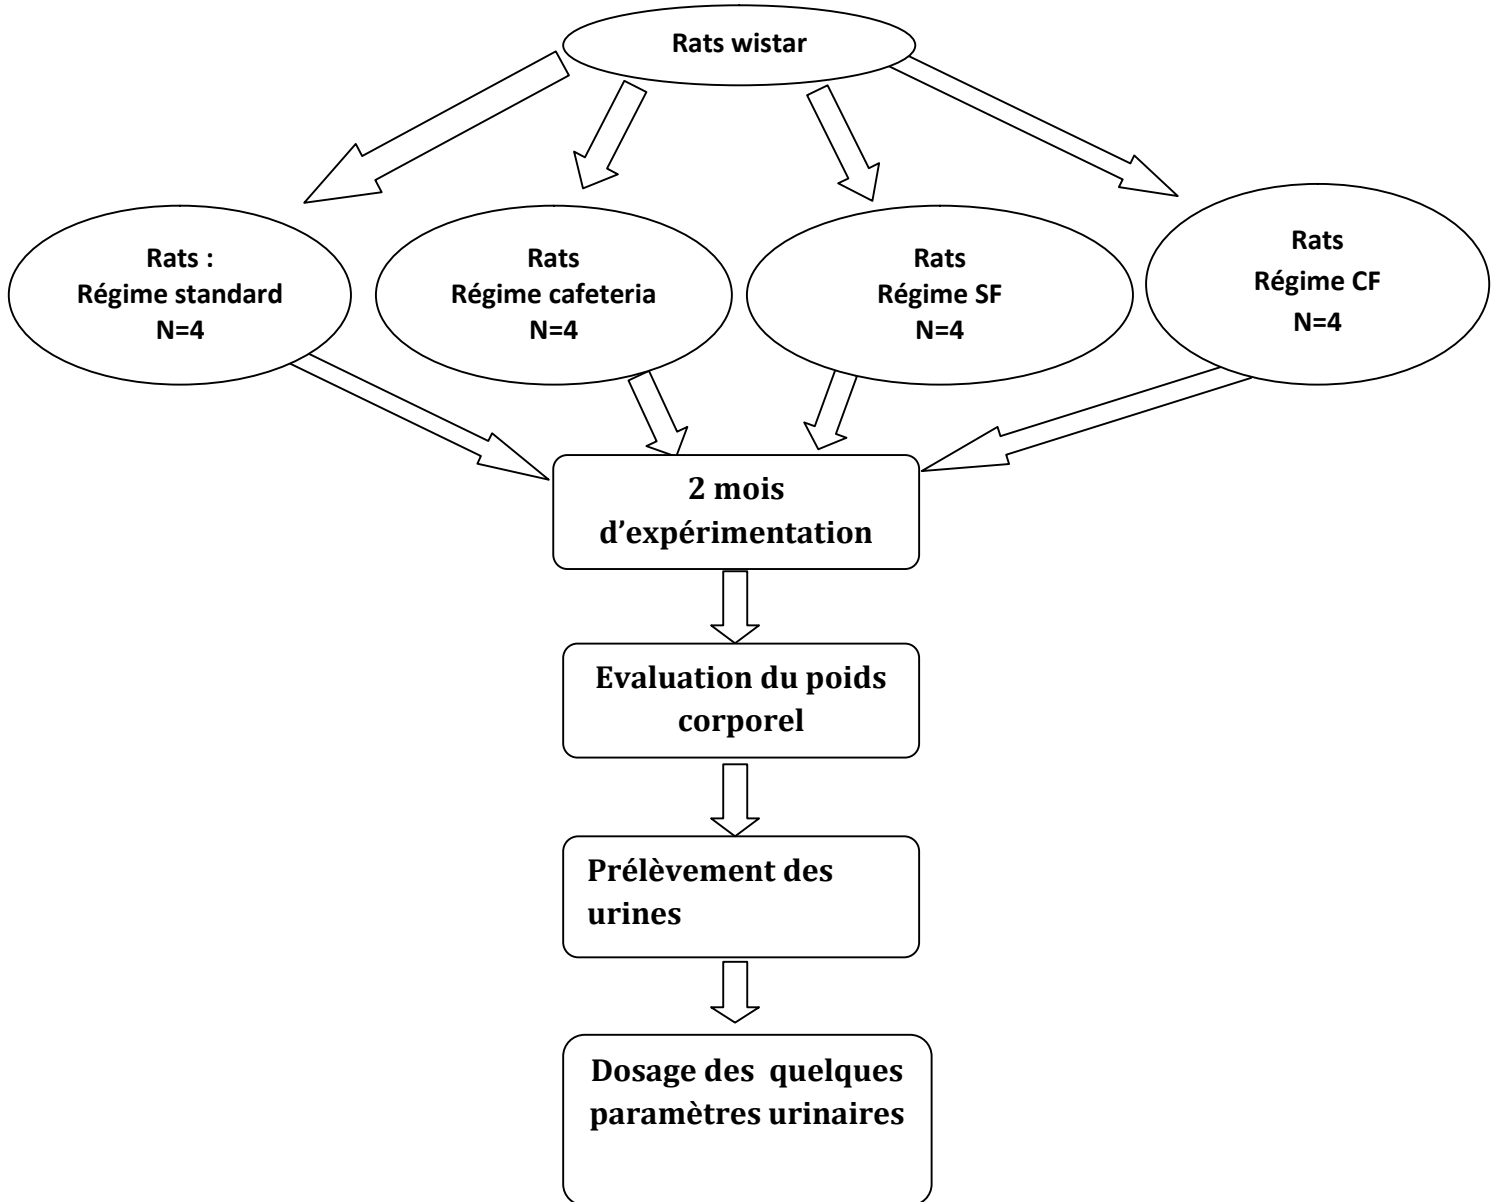 Rats wistar
Rats :
Régime standard
N=4
Rats
Régime cafeteria
N=4
Rats
Régime SF
N=4
Rats
Régime CF
N=4
2 mois
d’expérimentation
Evaluation du poids
corporel
Prélèvement des
urines
Dosage des  quelques
paramètres urinaires